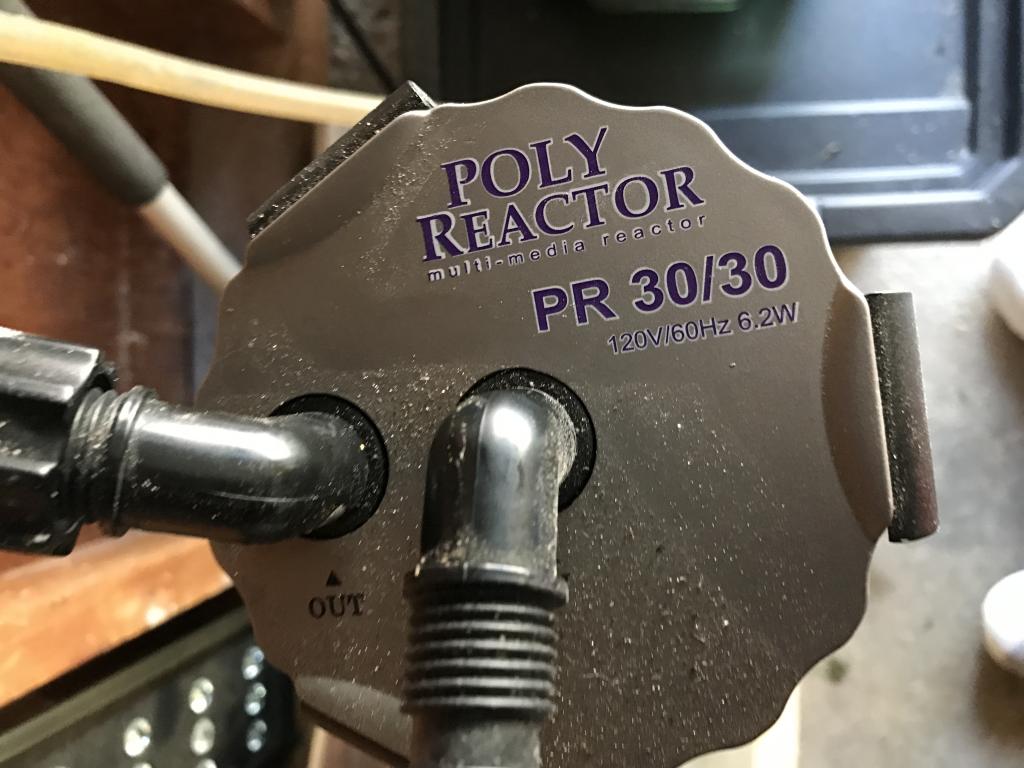 POLY
REACTOR
multi-media reactor
PR 30/30
120V/60Hz 6.2W
OUT